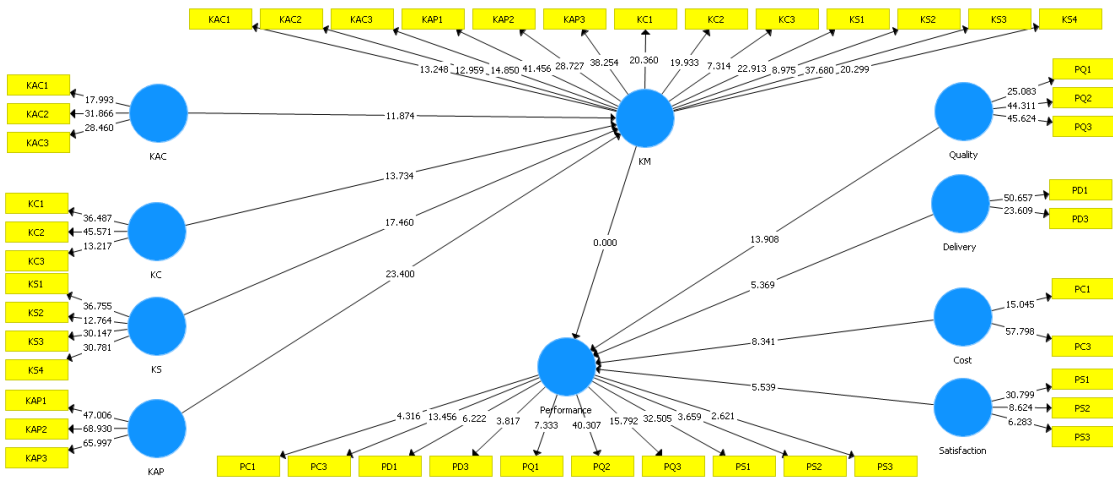 KAC1 KAC2 KAC3 KAP1 KAP2 KAP3 KC1 KC2 KC3 KS1 KS2 KS3 KS4
13.248 12.959 14.850 41.456 28.727 38.254 20.360 19.933 7.314 22.913 8.975 37.680 20.299
KAC1
KAC2
KAC3
17.993
31.866
28.460
KAC
11.874
KM
PQ1
PQ2
PQ3
25.083
44.311
45.624
Quality
KC1
KC2
KC3
36.487
45.571
13.217
KC
13.734
PD1
PD3
50.657
23.609
Delivery
13.908
KS1
KS2
KS3
KS4
36.755
12.764
30.147
30.781
KS
17.460
0.000
5.369
PC1
PC3
15.045
57.798
Cost
8.341
KAP1
KAP2
KAP3
47.006
68.930
65.997
KAP
23.400
Performance
5.539
PS1
PS2
PS3
30.799
8.624
6.283
Satisfaction
4.316 13.456 6.222 3.817 7.333 40.307 15.792 32.505 3.659 2.621
PC1 PC3 PD1 PD3 PQ1 PQ2 PQ3 PS1 PS2 PS3